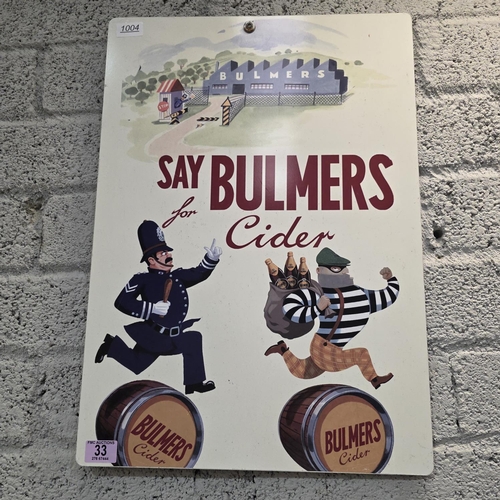 1004
BULMERS
SAY BULMERS
for Cider
BULMERS
Cider
BULMERS
Cider
33